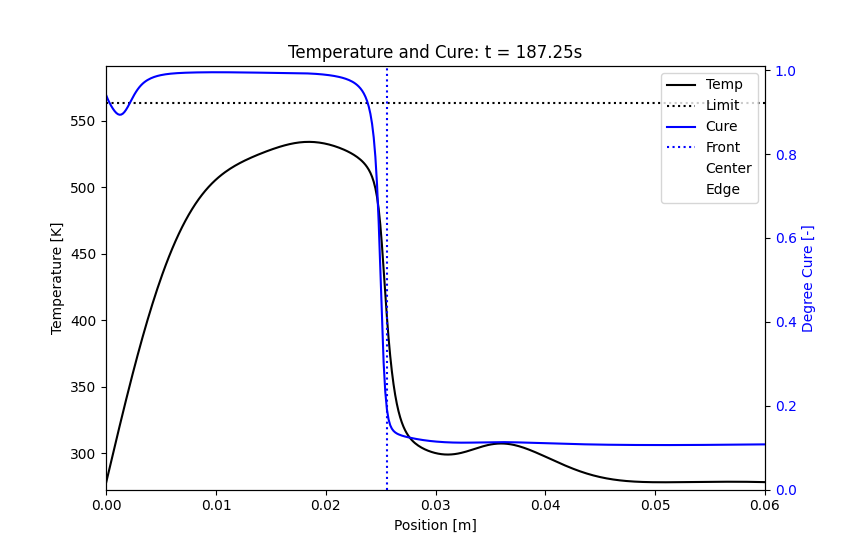 Temperature and Cure: t = 187.25s
Temp
Limit
Cure
Front
Center
Edge
Temperature [K]
550
500
450
400
350
300
Degree Cure [-]
1.0
0.8
0.6
0.4
0.2
0.0
0.00 0.01 0.02 0.03 0.04 0.05 0.06
Position [m]